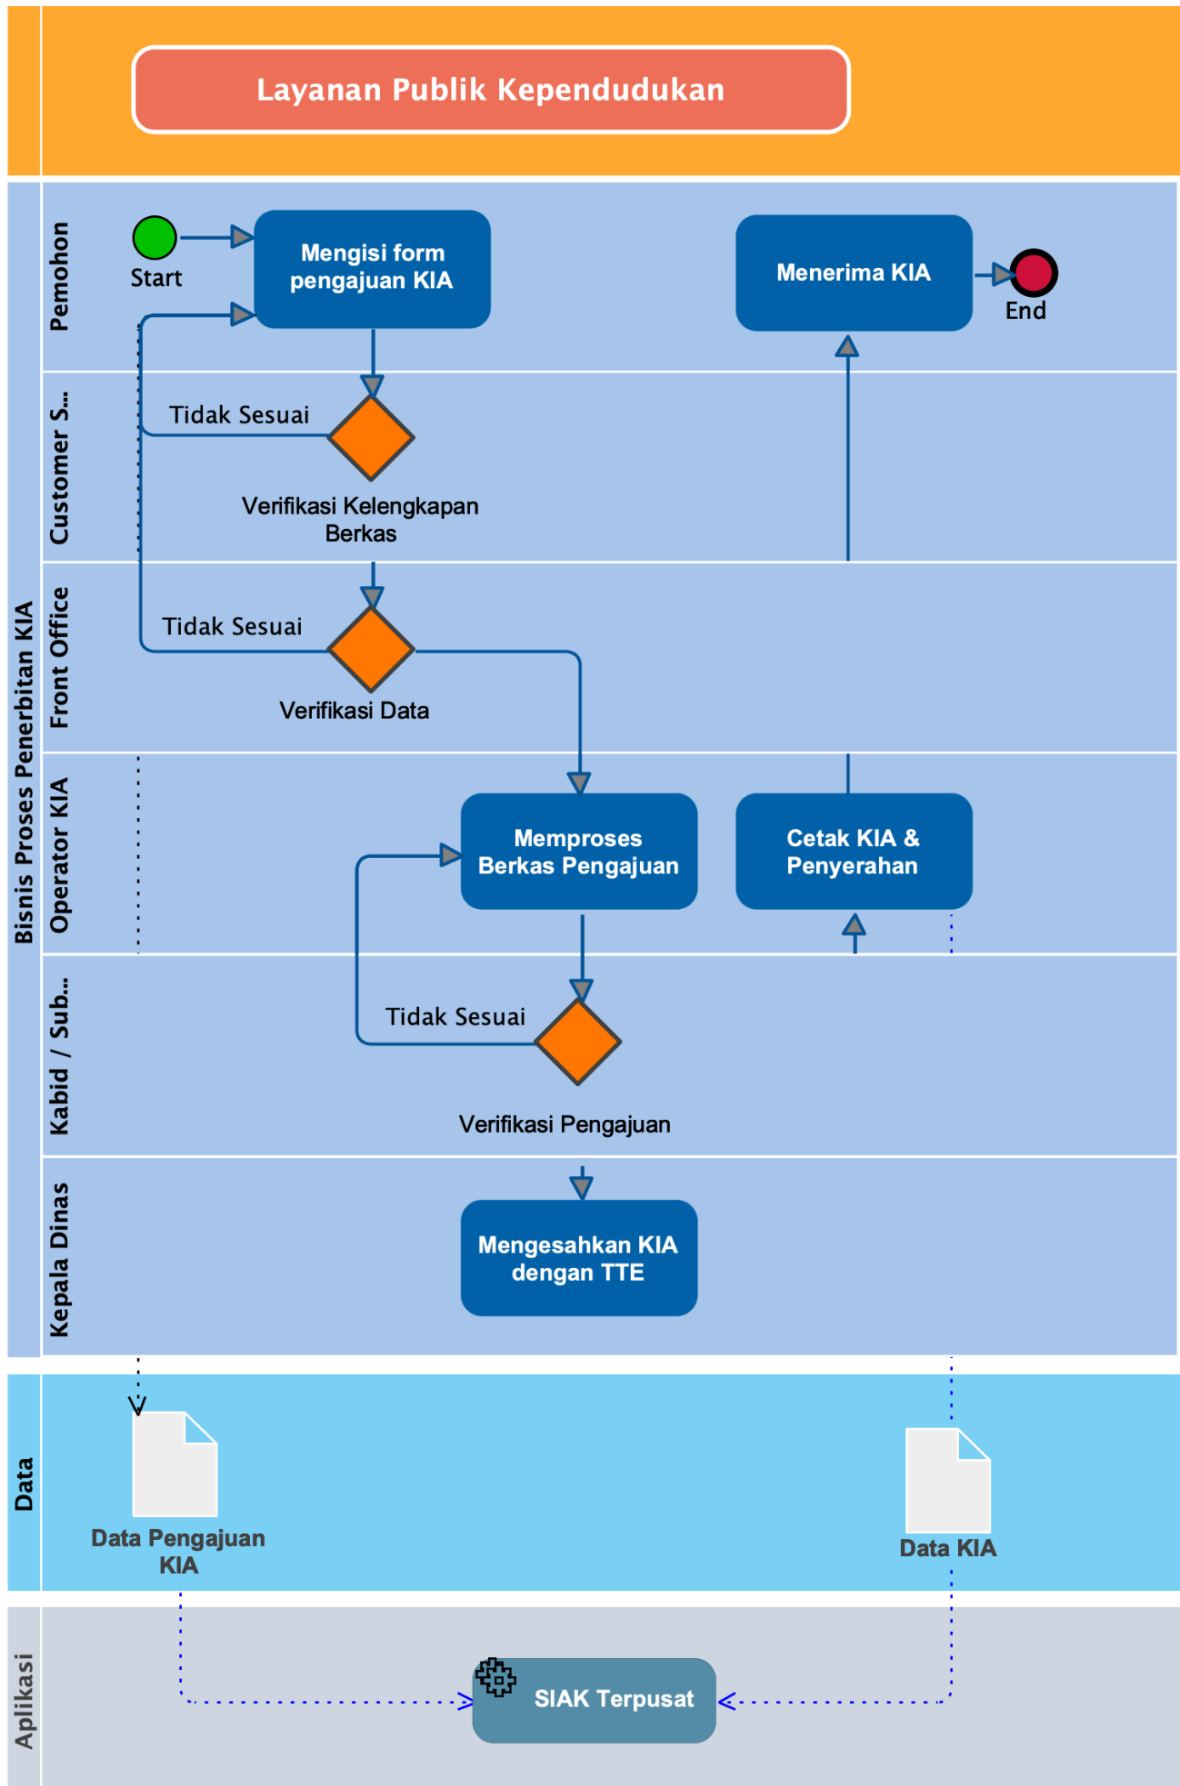 Layanan Publik Kependudukan
Bisnis Proses Penerbitan KIA
Pemohon
Start
Mengisi form
pengajuan KIA
Menerima KIA
End
Customer S...
Tidak Sesuai
Verifikasi Kelengkapan
Berkas
Front Office
Tidak Sesuai
Verifikasi Data
Operator KIA
Memproses
Berkas Pengajuan
Cetak KIA &
Penyerahan
Kabid / Sub...
Tidak Sesuai
Verifikasi Pengajuan
Kepala Dinas
Mengesahkan KIA
dengan TTE
Data
Data Pengajuan
KIA
Data KIA
Aplikasi
SIAK Terpusat